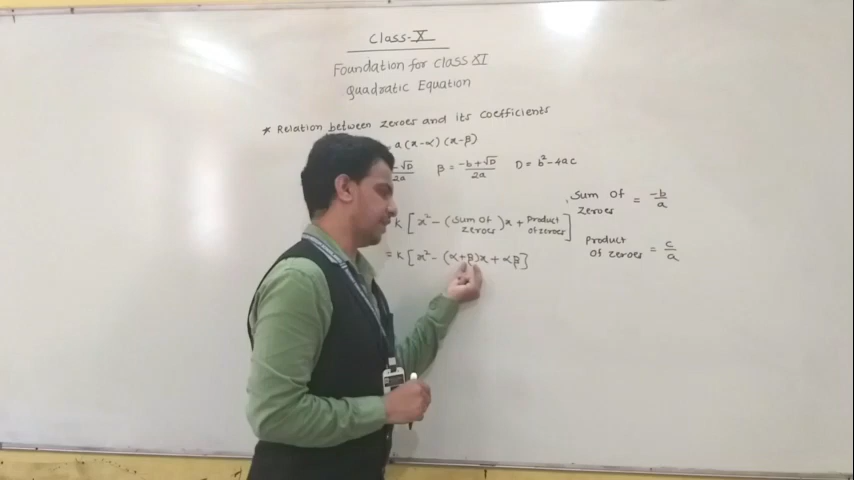 Class-X
Foundation for class XI
Quadratic Equation
* Relation between zeroes and its coefficients
a(x-α)(x-β)
-√D/2a β = -b+√D/2a D = b²-4ac
K[x² - (Sum of zeroes)x + Product of zeroes]
= K[x² - (α+β)x + αβ]
Sum of zeroes = -b/a
Product of zeroes = c/a